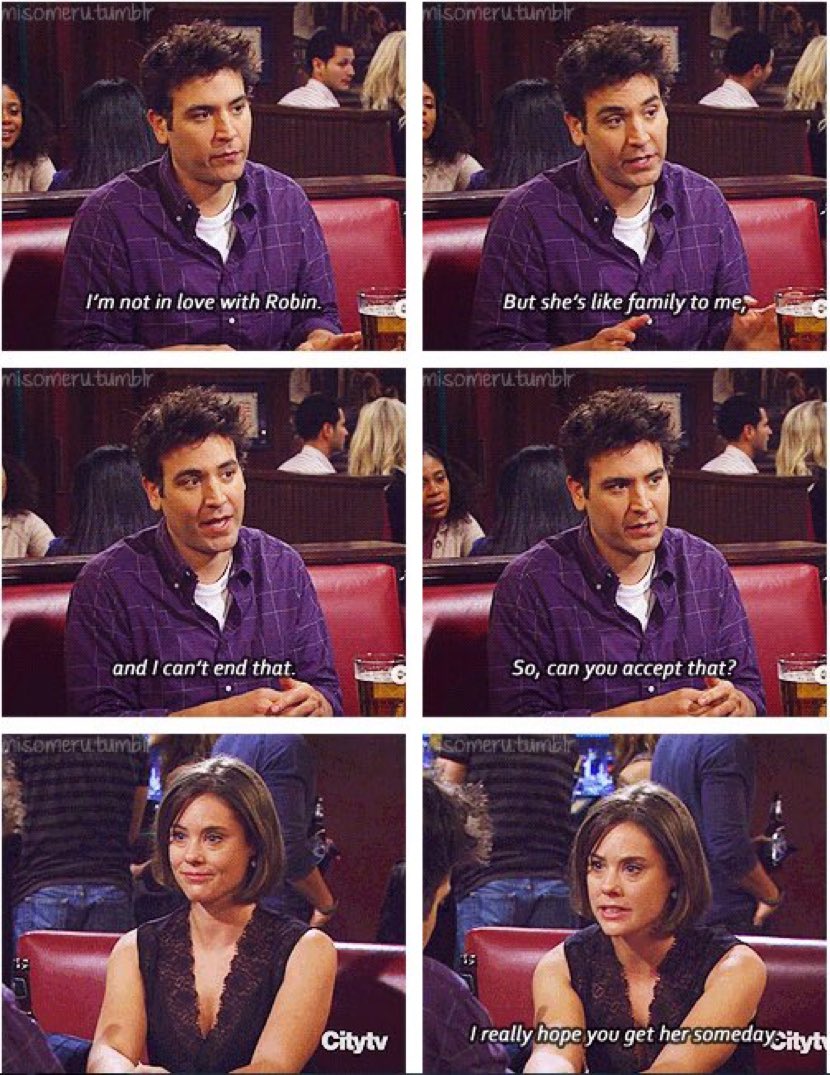 misomeru.tumblr
misomeru.tumblr
I'm not in love with Robin.
But she's like family to me,
misomeru.tumblr
misomeru.tumblr
and I can't end that.
So, can you accept that?
misomeru.tumblr
misomeru.tumblr
Citytv
I really hope you get her someday.
Citytv